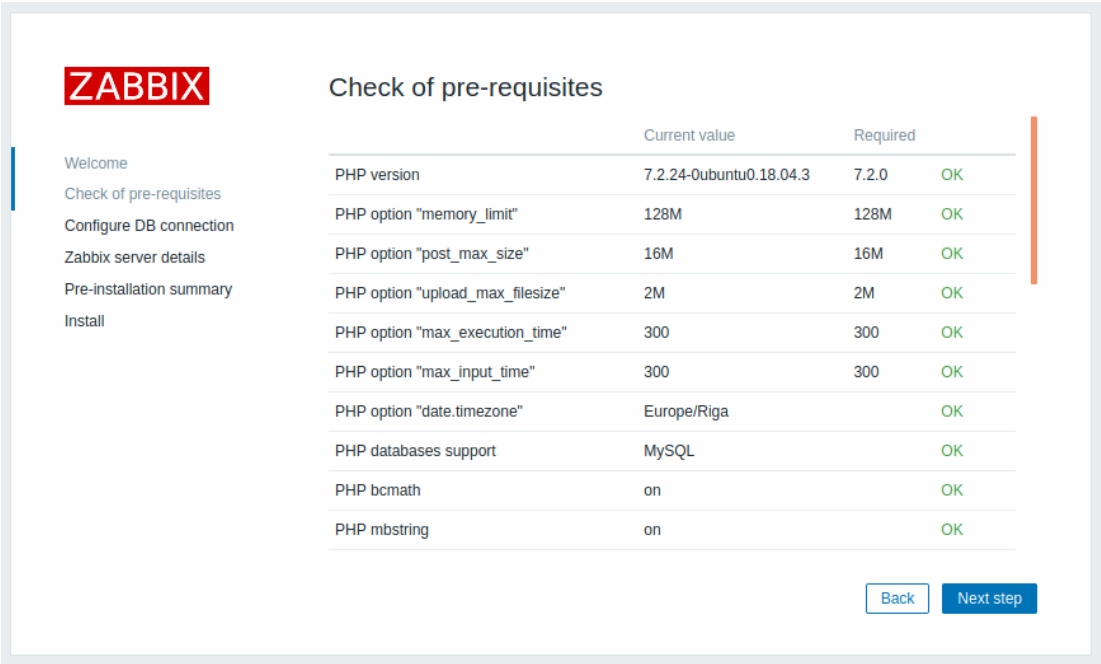 ZABBIX
Welcome
Check of pre-requisites
Configure DB connection
Zabbix server details
Pre-installation summary
Install
Check of pre-requisites
Current value Required
PHP version 7.2.24-0ubuntu0.18.04.3 7.2.0 OK
PHP option "memory_limit" 128M 128M OK
PHP option "post_max_size" 16M 16M OK
PHP option "upload_max_filesize" 2M 2M OK
PHP option "max_execution_time" 300 300 OK
PHP option "max_input_time" 300 300 OK
PHP option "date.timezone" Europe/Riga OK
PHP databases support MySQL OK
PHP bcmath on OK
PHP mbstring on OK
Back Next step